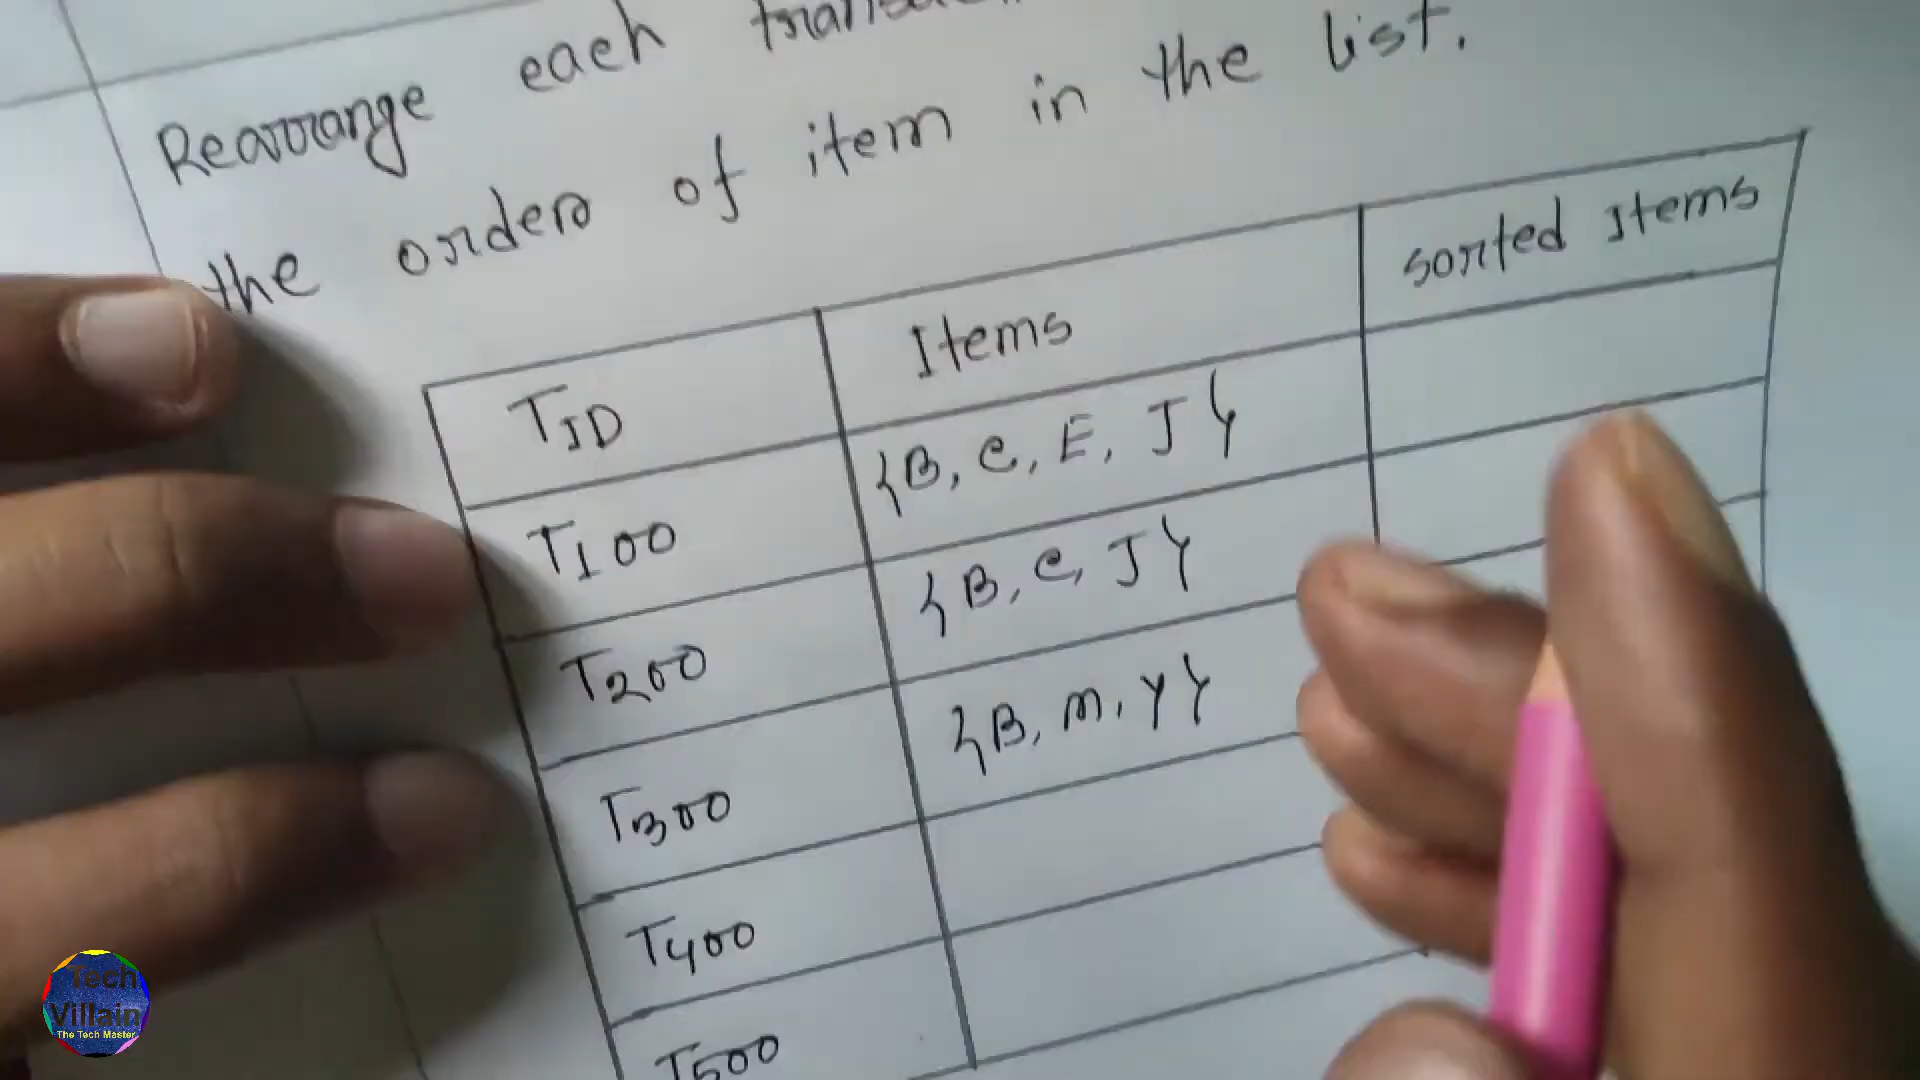 Rearrange each
the orders of item in the list.
TID Items Sorted Items
T100 {B, C, E, J}
T200 {B, C, J}
T300 {B, M, Y}
T400
T500
Tech
Villain
The Tech Master